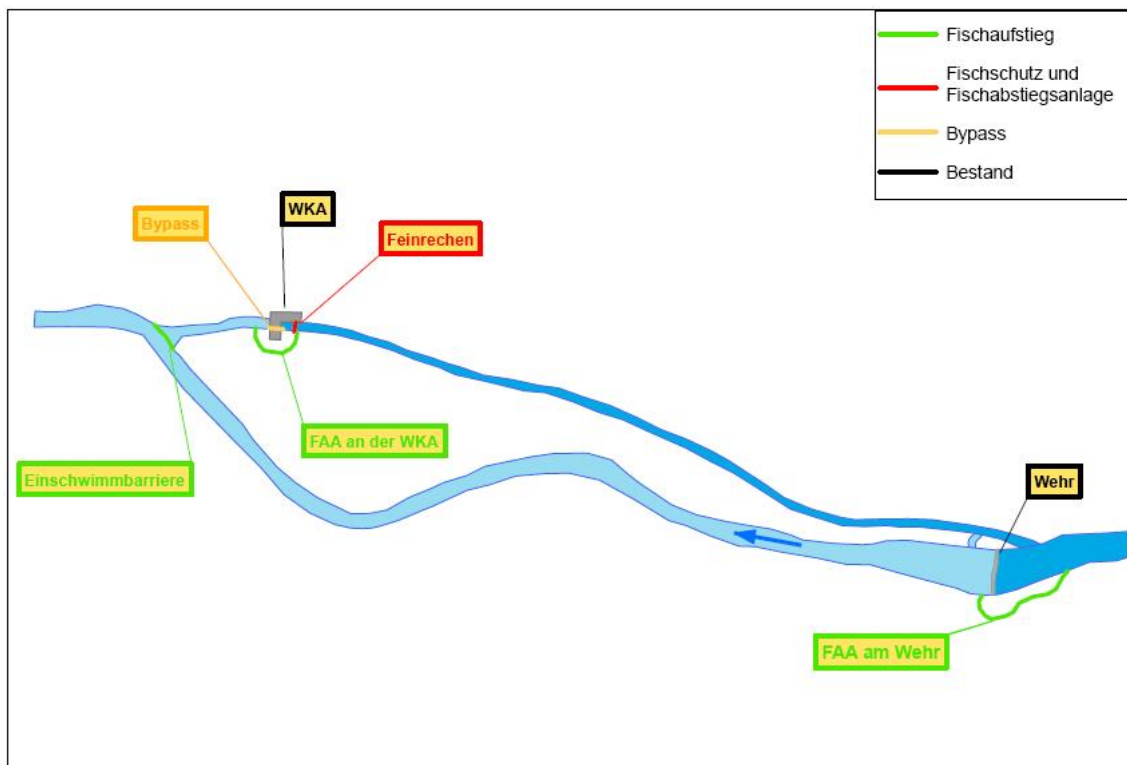 Fischaufstieg
Fischschutz und
Fischabstiegsanlage
Bypass
Bestand
WKA
Bypass
Feinrechen
FAA an der WKA
Einschwimmbarriere
Wehr
FAA am Wehr